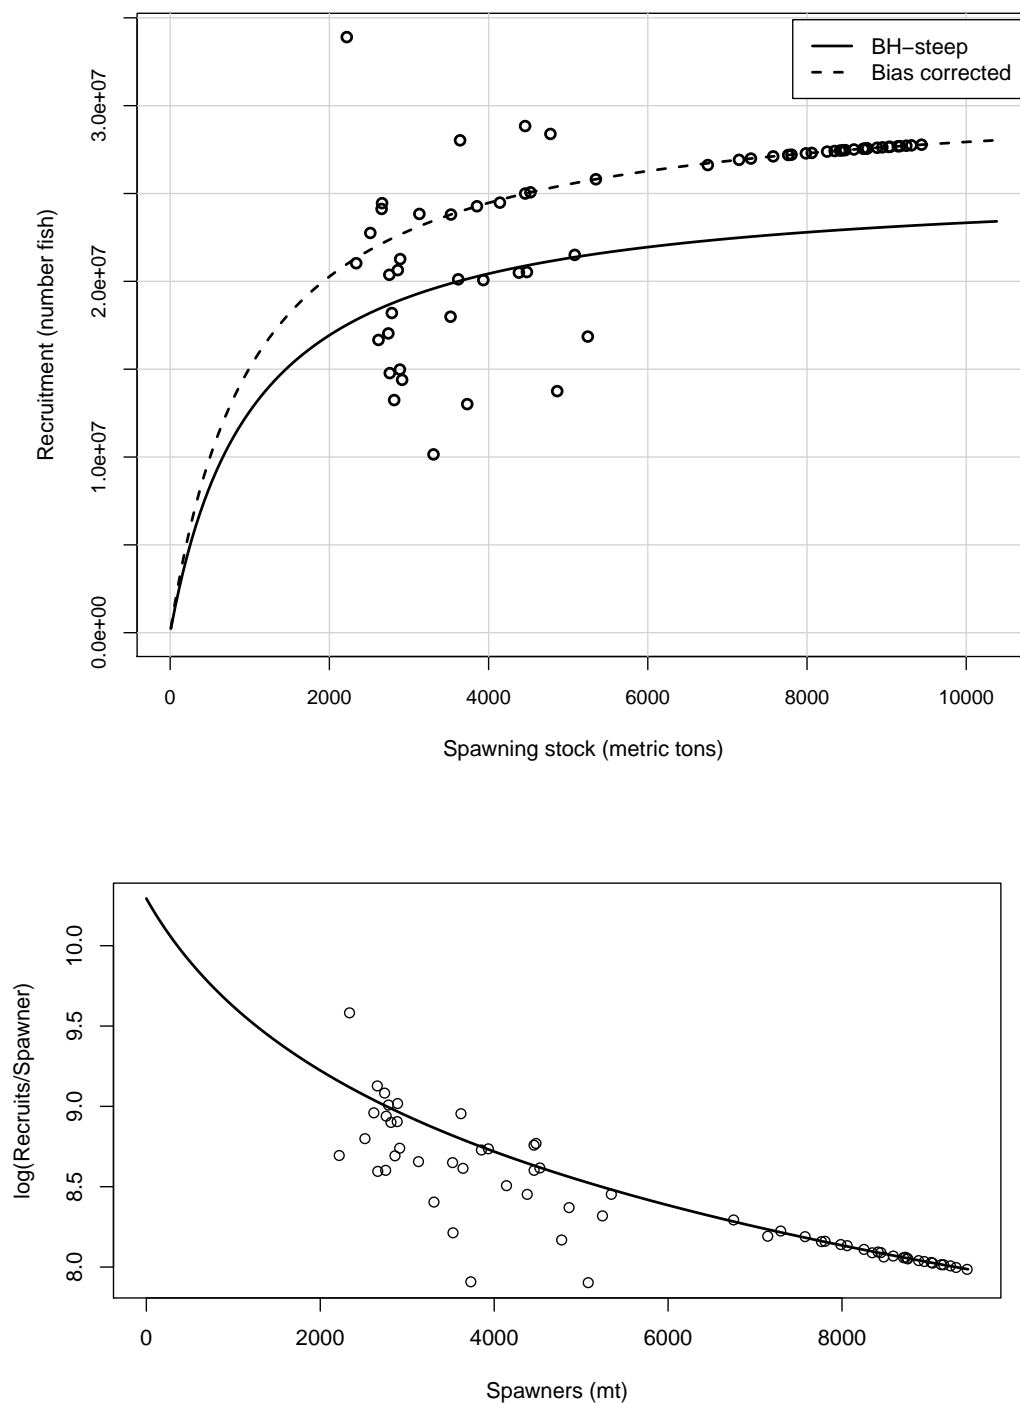 BH−steep
Bias corrected
Recruitment (number fish)
0.0e+00
1.0e+07
2.0e+07
3.0e+07
0
2000
4000
6000
8000
10000
Spawning stock (metric tons)
log(Recruits/Spawner)
8.0
8.5
9.0
9.5
10.0
0
2000
4000
6000
8000
Spawners (mt)